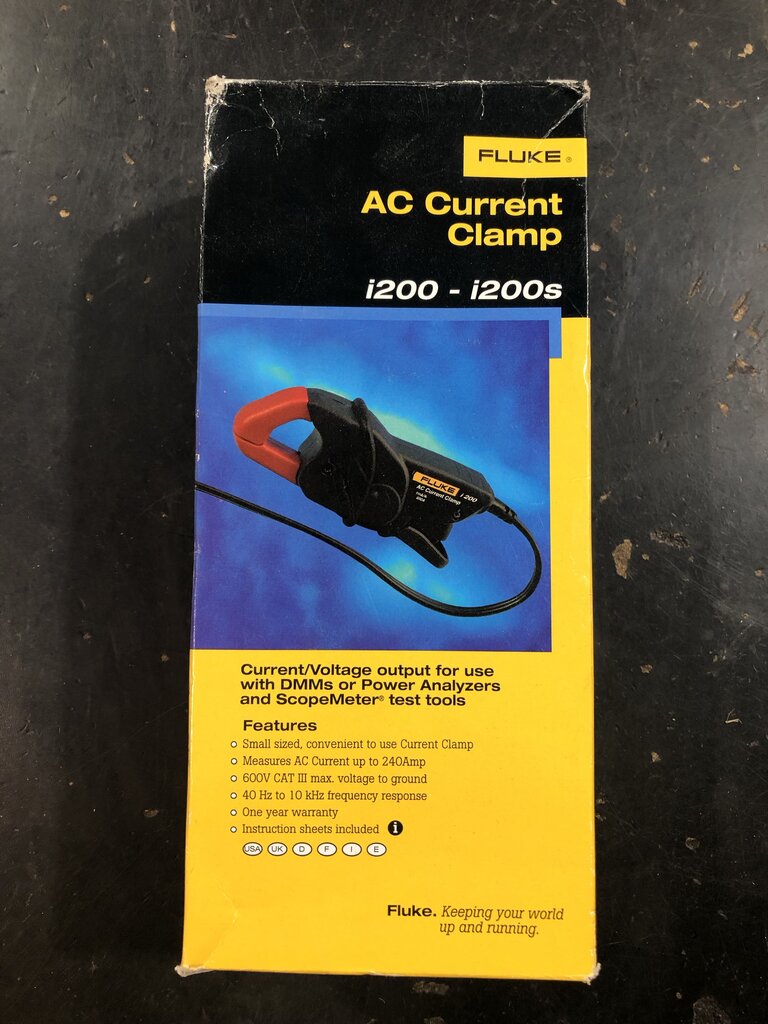 FLUKE®
AC Current
Clamp
i200 - i200s
FLUKE i 200
AC Current Clamp
Current/Voltage output for use
with DMMs or Power Analyzers
and ScopeMeter® test tools
Features
Small sized, convenient to use Current Clamp
Measures AC Current up to 240Amp
600V CAT III max. voltage to ground
40 Hz to 10 kHz frequency response
One year warranty
Instruction sheets included i
USA UK D F I E
Fluke. Keeping your world
up and running.